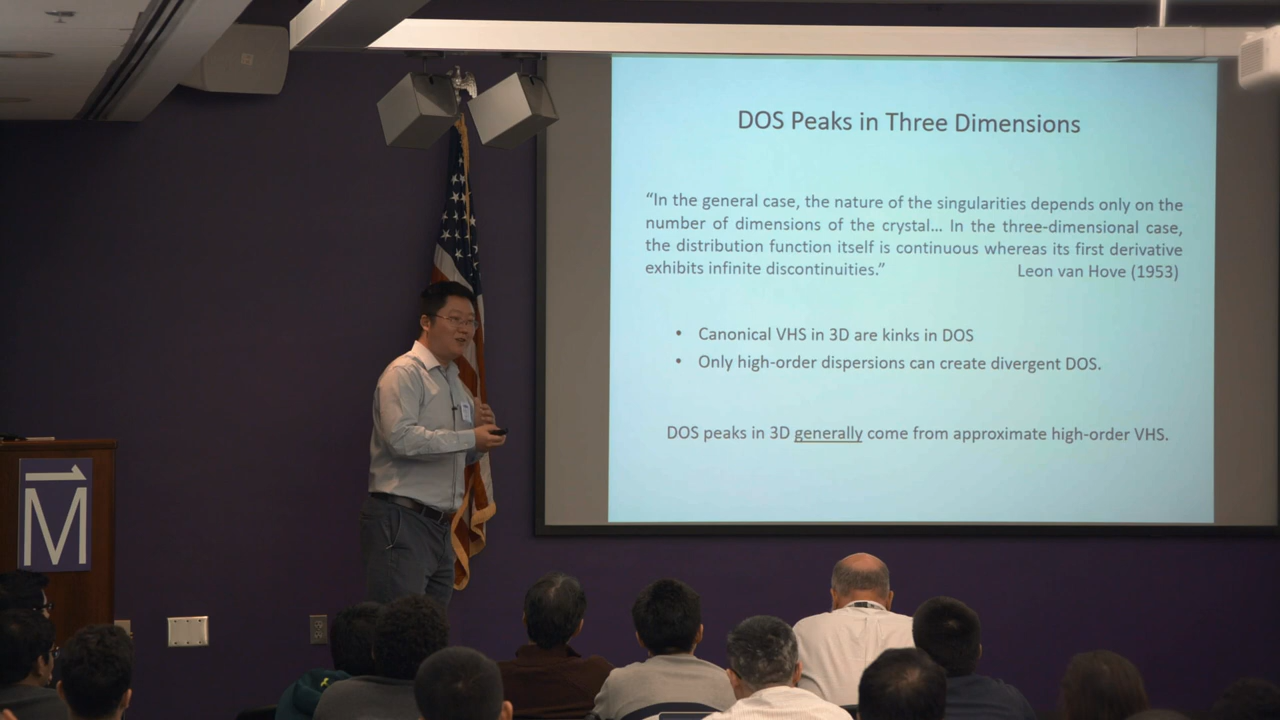 DOS Peaks in Three Dimensions
“In the general case, the nature of the singularities depends only on the
number of dimensions of the crystal... In the three-dimensional case,
the distribution function itself is continuous whereas its first derivative
exhibits infinite discontinuities.” Leon van Hove (1953)
• Canonical VHS in 3D are kinks in DOS
• Only high-order dispersions can create divergent DOS.
DOS peaks in 3D generally come from approximate high-order VHS.
M